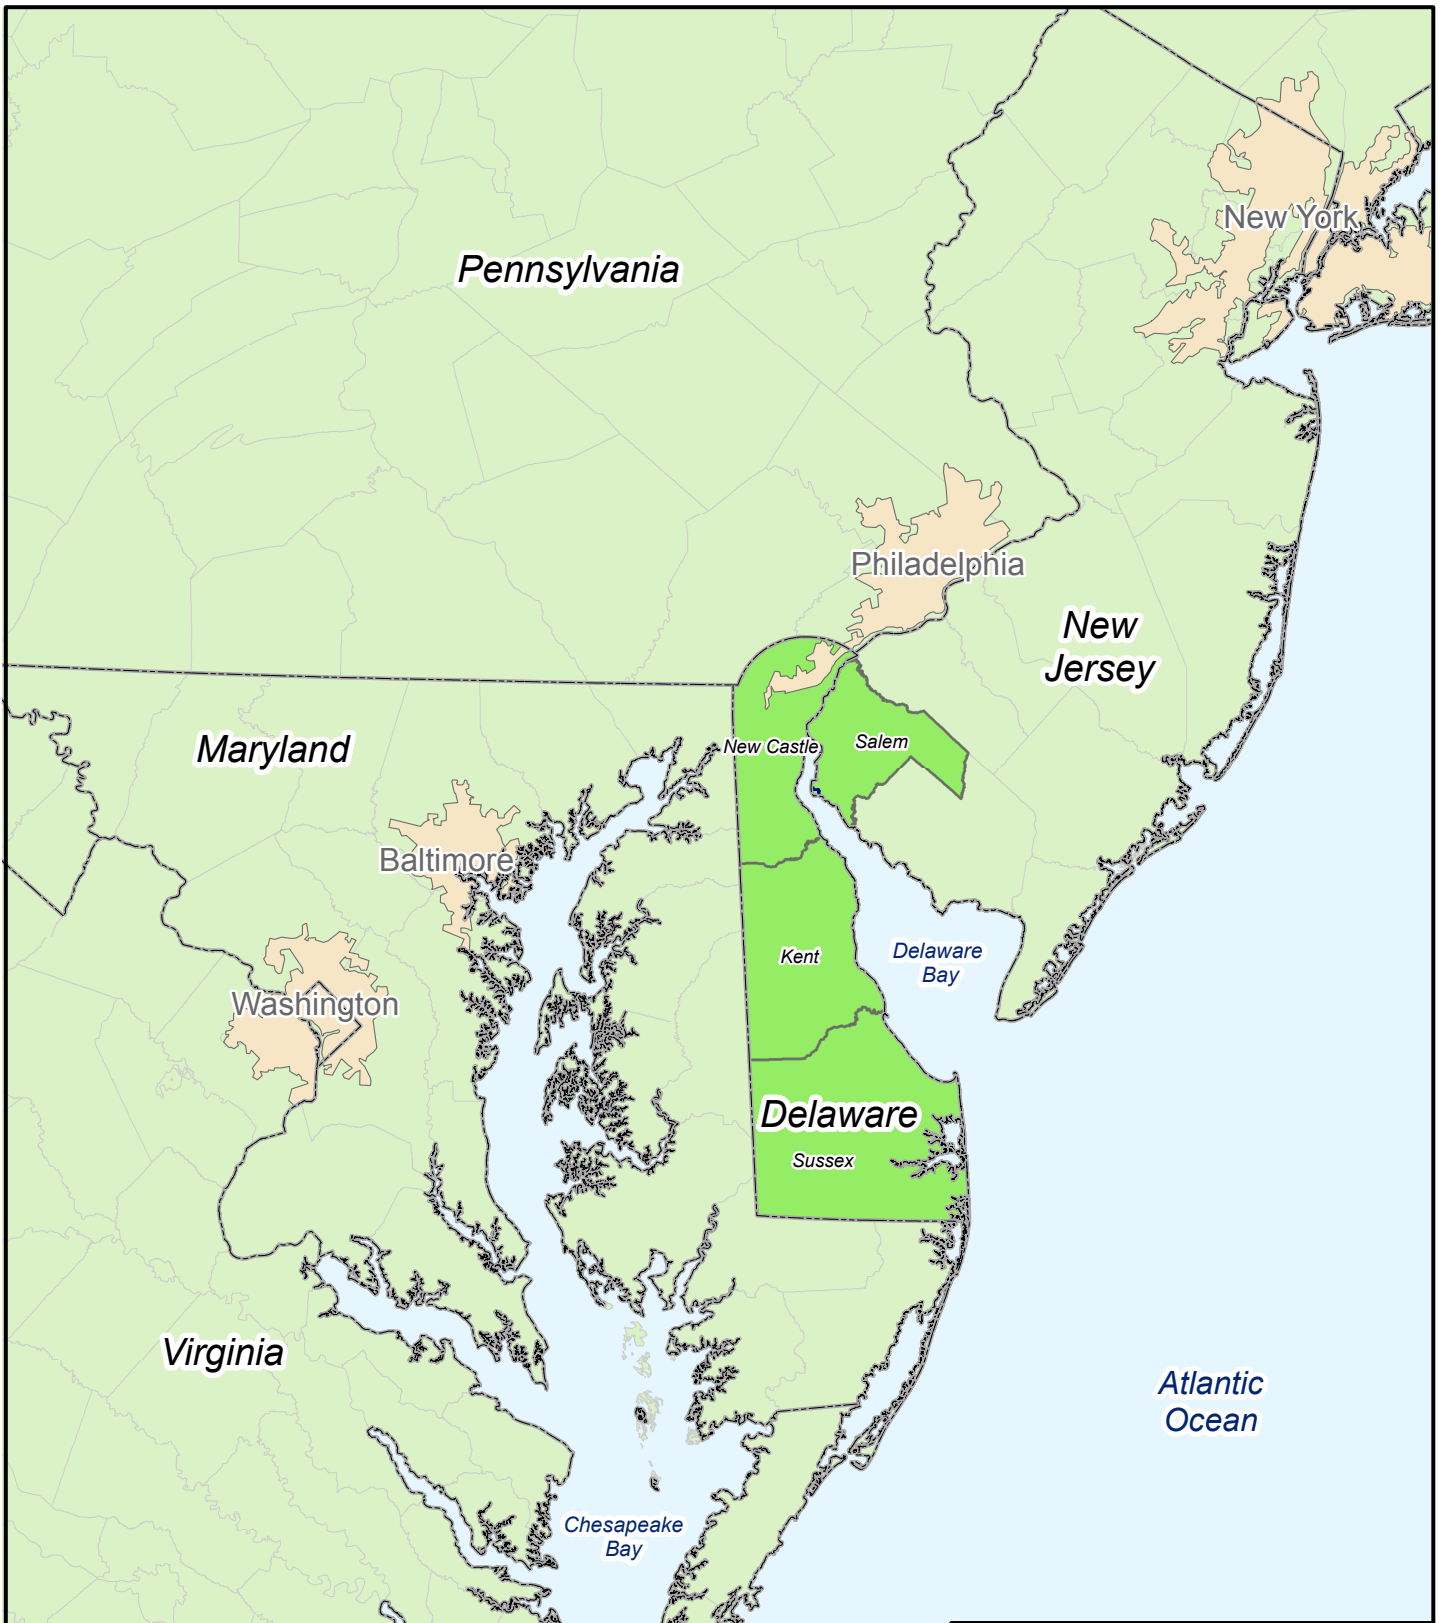 New York
Pennsylvania
Philadelphia
New
Jersey
Maryland
New Castle
Salem
Baltimore
Delaware
Bay
Kent
Washington
Delaware
Sussex
Virginia
Atlantic
Ocean
Chesapeake
Bay